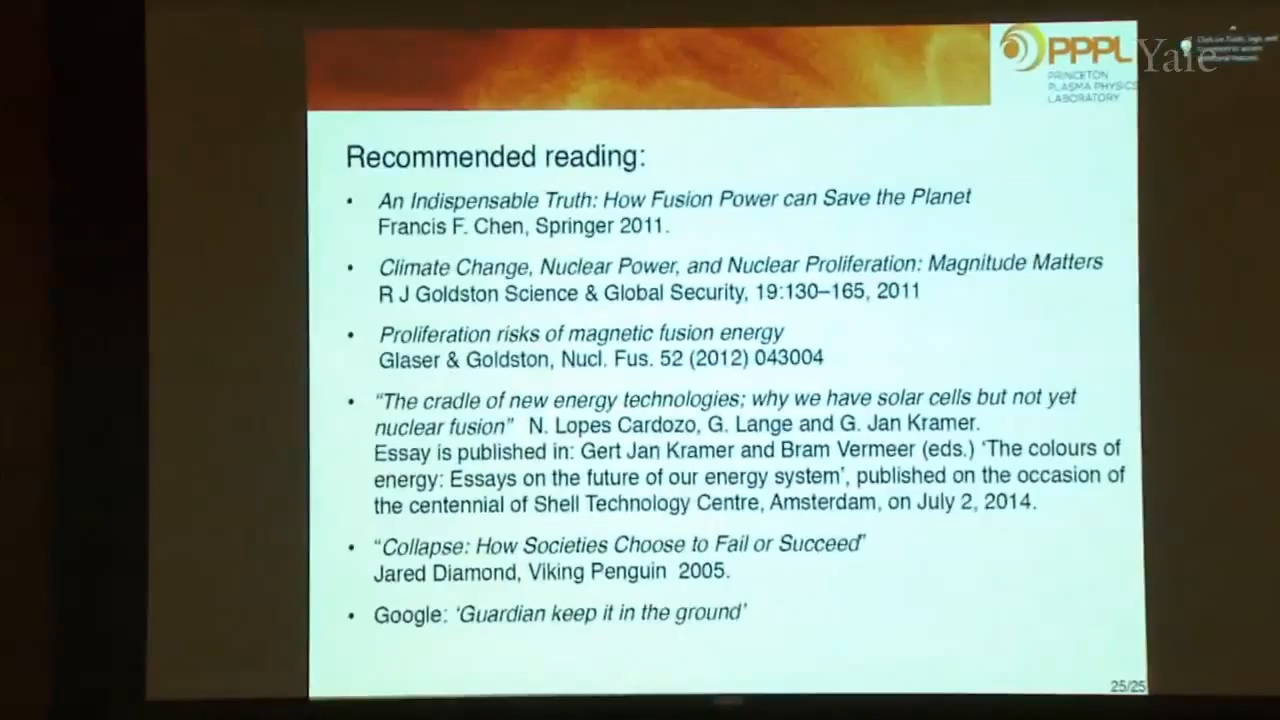 PPPL
Yale
PRINCETON
PLASMA PHYSICS
LABORATORY
Recommended reading:
• An Indispensable Truth: How Fusion Power can Save the Planet
Francis F. Chen, Springer 2011.
• Climate Change, Nuclear Power, and Nuclear Proliferation: Magnitude Matters
R J Goldston Science & Global Security, 19:130–165, 2011
• Proliferation risks of magnetic fusion energy
Glaser & Goldston, Nucl. Fus. 52 (2012) 043004
• “The cradle of new energy technologies; why we have solar cells but not yet
nuclear fusion” N. Lopes Cardozo, G. Lange and G. Jan Kramer.
Essay is published in: Gert Jan Kramer and Bram Vermeer (eds.) ‘The colours of
energy: Essays on the future of our energy system’, published on the occasion of
the centennial of Shell Technology Centre, Amsterdam, on July 2, 2014.
• “Collapse: How Societies Choose to Fail or Succeed”
Jared Diamond, Viking Penguin 2005.
• Google: ‘Guardian keep it in the ground’
25/25